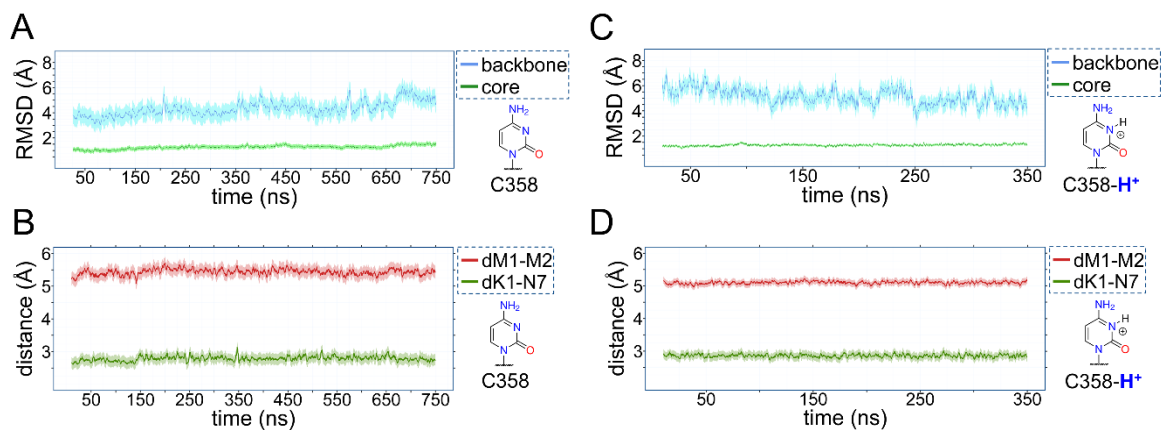 A
RMSD (Å)
8
6
4
2
50 150 250 350 450 550 650 750
time (ns)
backbone
core
NH₂
N
N
O
C358
C
RMSD (Å)
8
6
4
2
50 150 250 350
time (ns)
backbone
core
NH₂
N
H
⊕
N
O
C358-H⁺
B
distance (Å)
6
5
3
50 150 250 350 450 550 650 750
time (ns)
dM1-M2
dK1-N7
NH₂
N
N
O
C358
D
distance (Å)
6
5
3
50 150 250 350
time (ns)
dM1-M2
dK1-N7
NH₂
N
H
⊕
N
O
C358-H⁺